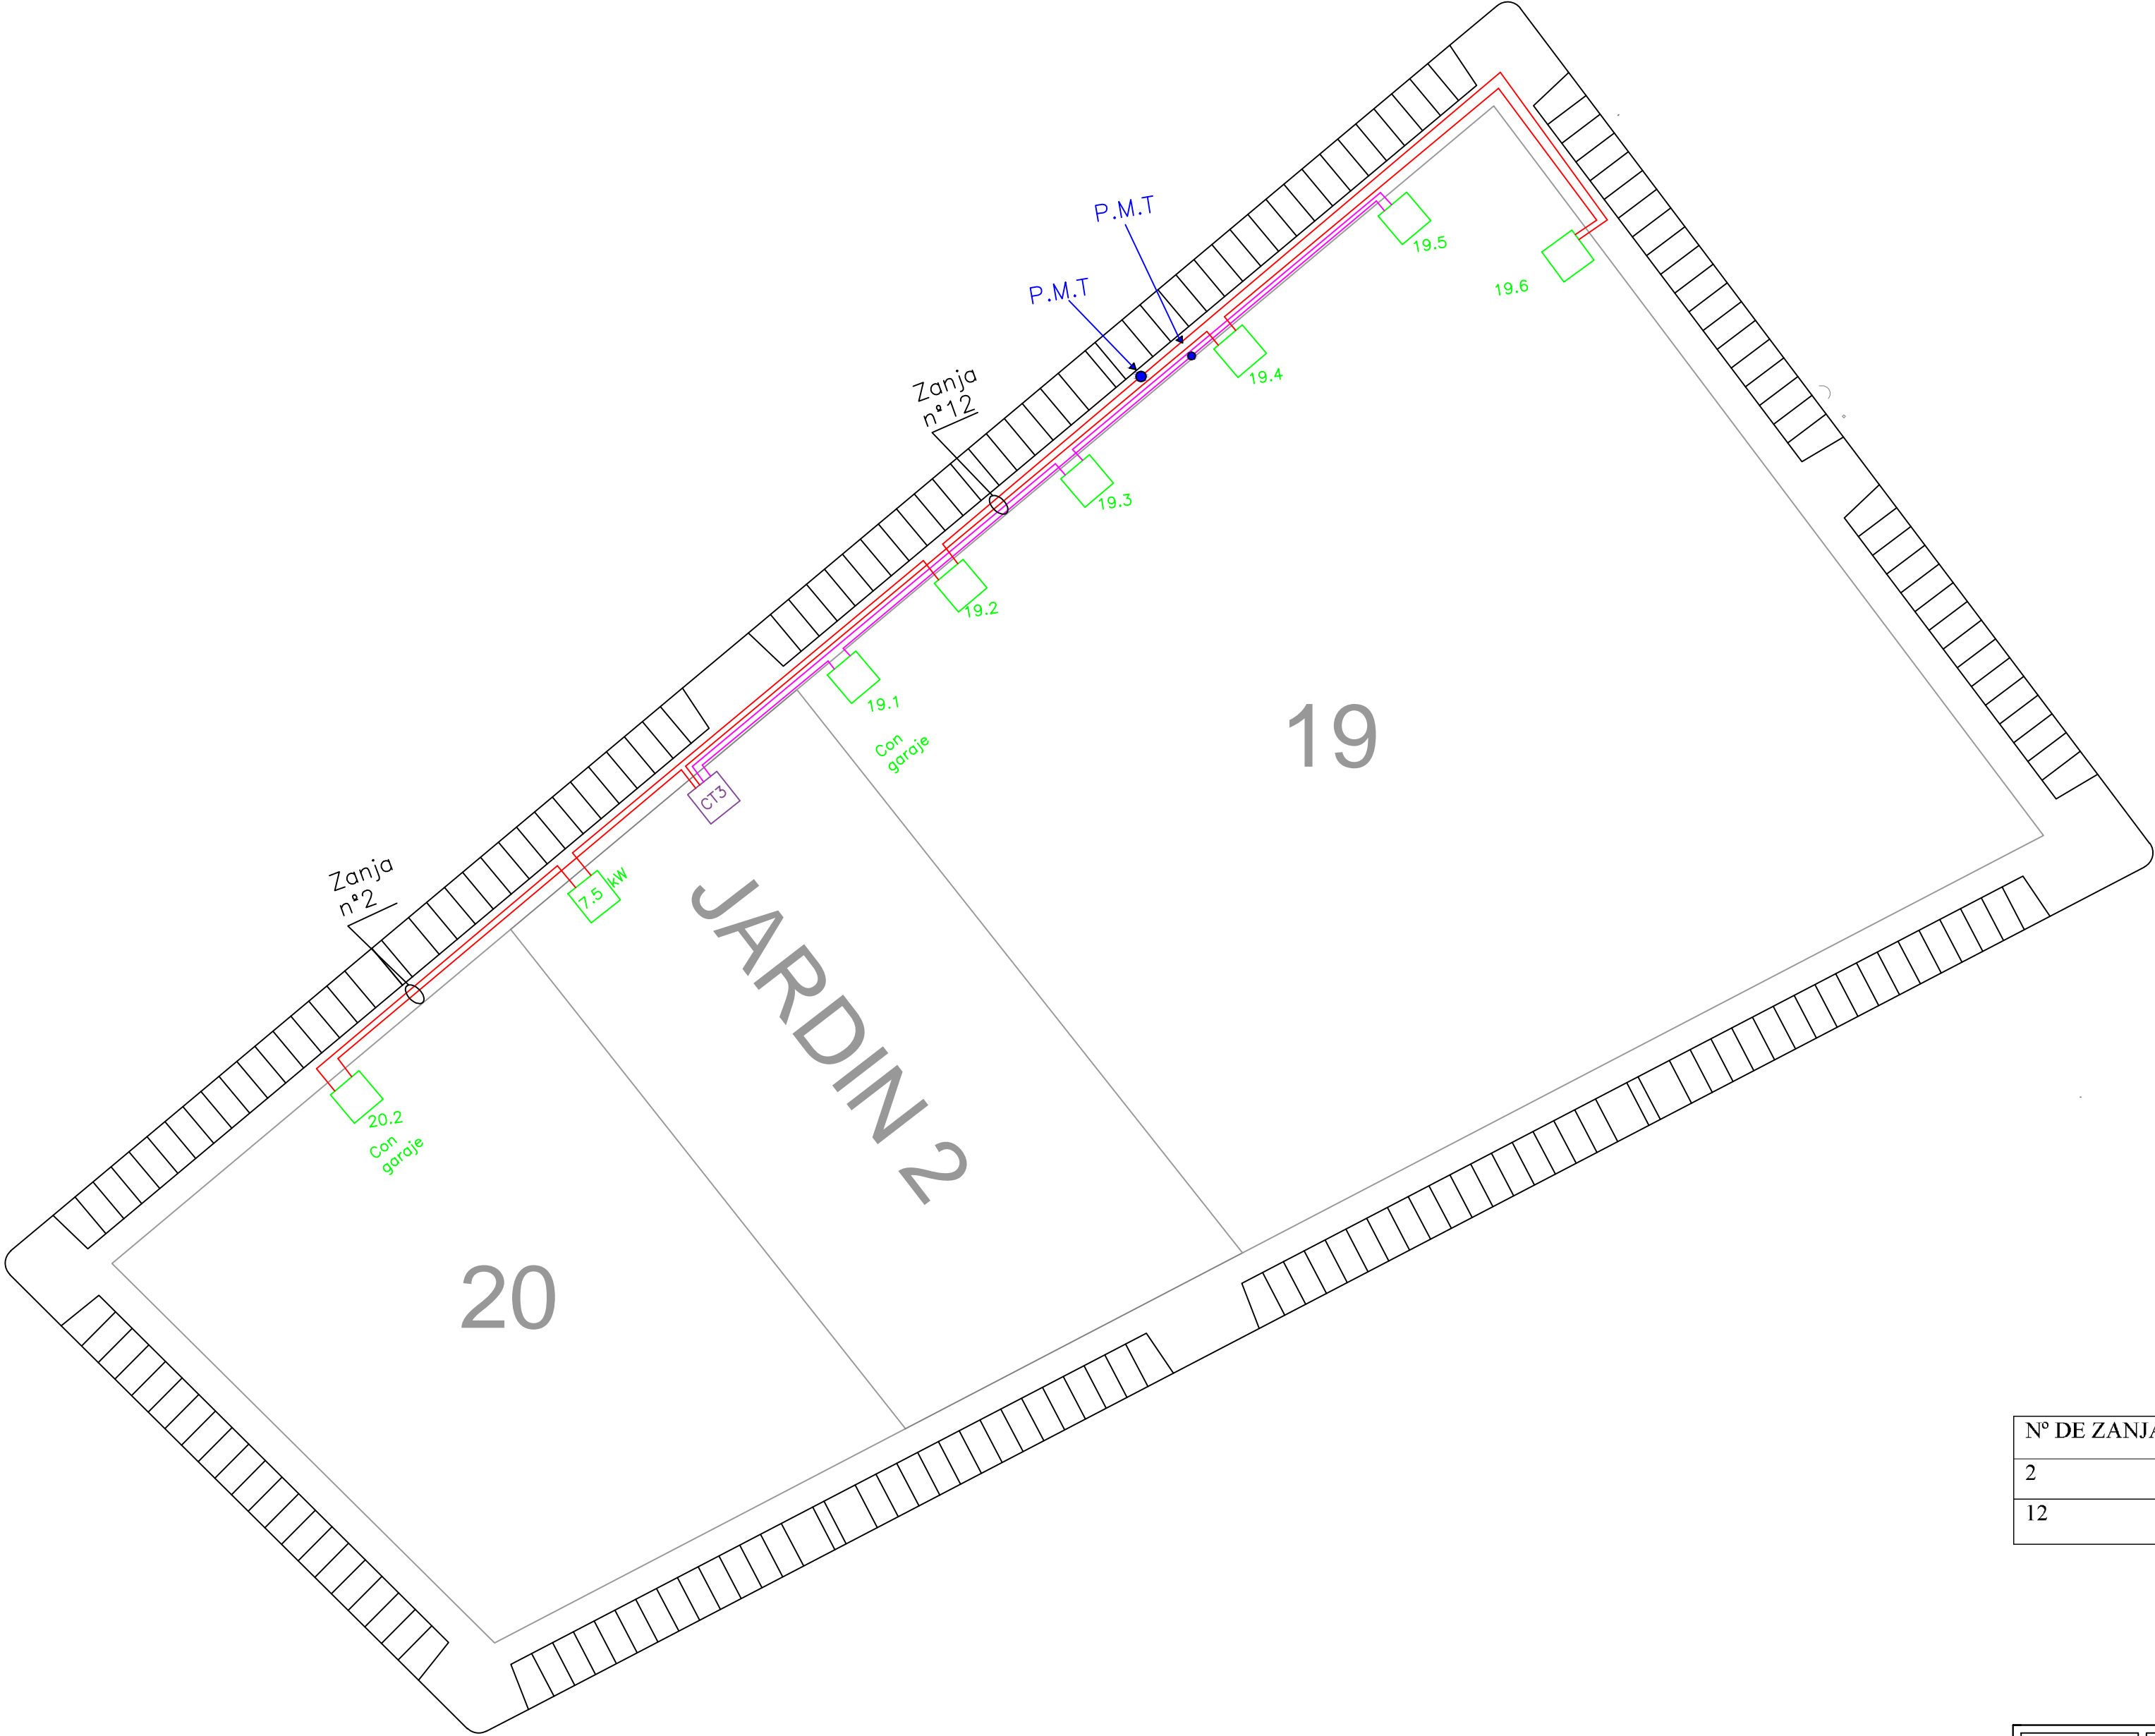 P.M.T
P.M.T
19.5
19.6
Zanja
nº12
19.4
19.3
19.2
19.1
Con
garaje
19
CT3
Zanja
nº2
7.5 kW
JARDIN 2
20.2
Con
garaje
20
Nº DE ZANJA
2
12